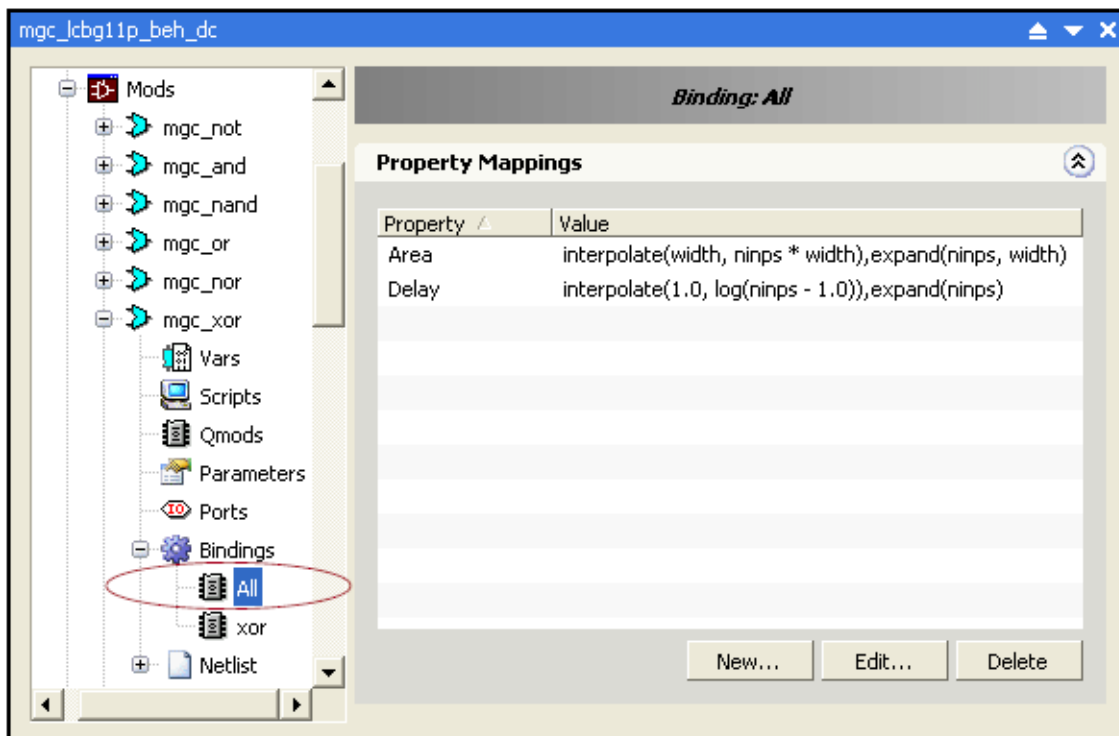 mgc_lcbg11p_beh_dc
Mods
mgc_not
mgc_and
mgc_nand
mgc_or
mgc_nor
mgc_xor
Vars
Scripts
Qmods
Parameters
IO Ports
Bindings
All
xor
Netlist
Binding: All
Property Mappings
Property Value
Area interpolate(width, ninps * width),expand(ninps, width)
Delay interpolate(1.0, log(ninps - 1.0)),expand(ninps)
New... Edit... Delete